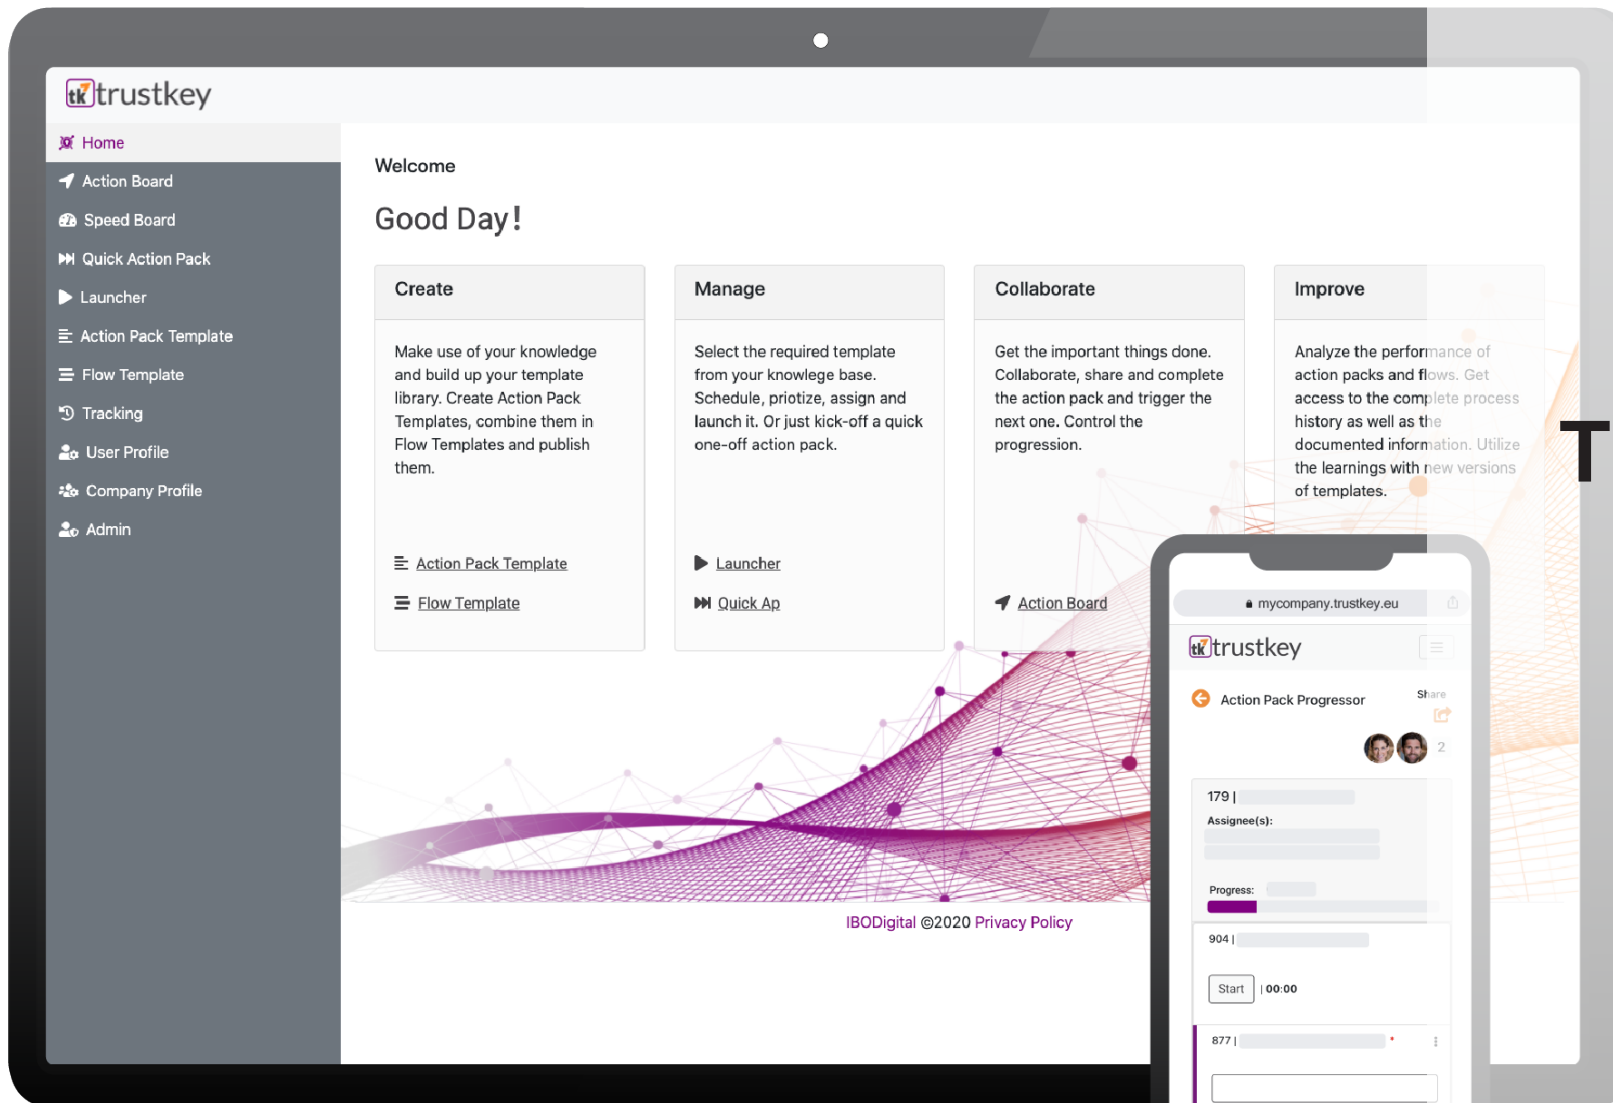 tk trustkey
Home
Action Board
Speed Board
Quick Action Pack
Launcher
Action Pack Template
Flow Template
Tracking
User Profile
Company Profile
Admin
Welcome
Good Day!
Create
Make use of your knowledge
and build up your template
library. Create Action Pack
Templates, combine them in
Flow Templates and publish
them.
Action Pack Template
Flow Template
Manage
Select the required template
from your knowlege base.
Schedule, priotize, assign and
launch it. Or just kick-off a quick
one-off action pack.
Launcher
Quick Ap
Collaborate
Get the important things done.
Collaborate, share and complete
the action pack and trigger the
next one. Control the
progression.
Action Board
Improve
Analyze the performance of
action packs and flows. Get
access to the complete process
history as well as the
documented information. Utilize
the learnings with new versions
of templates.
T
IBODigital ©2020 Privacy Policy
mycompany.trustkey.eu
tk trustkey
Action Pack Progressor
Share
2
179 |
Assignee(s):
Progress:
904 |
Start | 00:00
877 | *